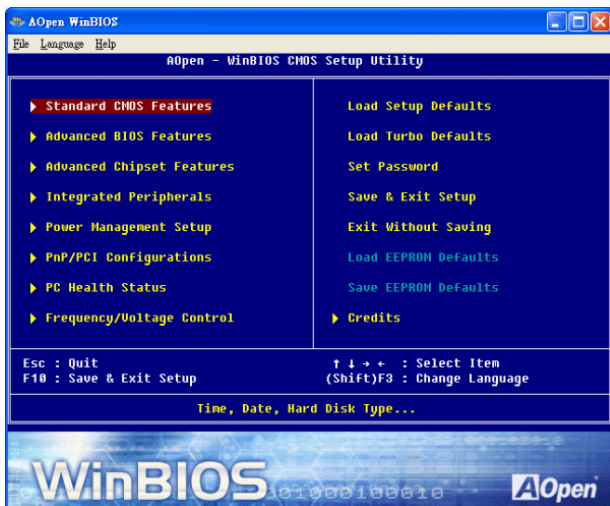 AOpen WinBIOS
File Language Help
AOpen - WinBIOS CMOS Setup Utility
Standard CMOS Features
Advanced BIOS Features
Advanced Chipset Features
Integrated Peripherals
Power Management Setup
PnP/PCI Configurations
PC Health Status
Frequency/Voltage Control
Load Setup Defaults
Load Turbo Defaults
Set Password
Save & Exit Setup
Exit Without Saving
Load EEPROM Defaults
Save EEPROM Defaults
Credits
Esc : Quit
F10 : Save & Exit Setup
↑ ↓ → ← : Select Item
(Shift)F3 : Change Language
Time, Date, Hard Disk Type...
WinBIOS
AOpen